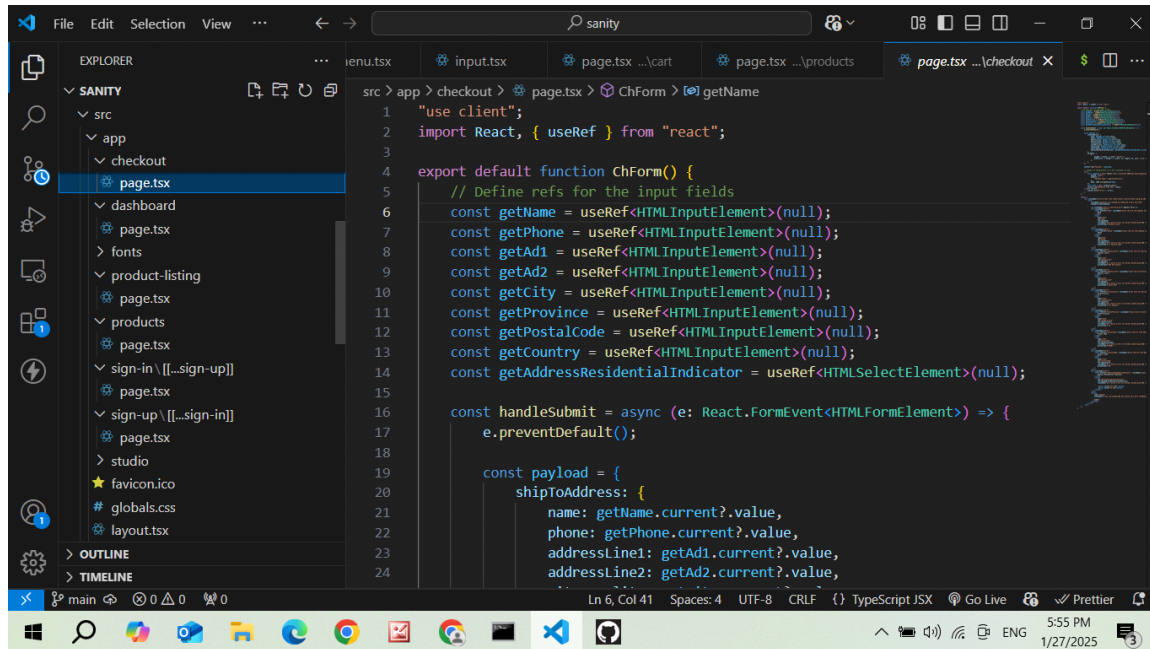 File Edit Selection View ··· sanity
EXPLORER ···
SANITY
src
app
checkout
page.tsx
dashboard
page.tsx
fonts
product-listing
page.tsx
products
page.tsx
sign-in\[[...sign-up]]
page.tsx
sign-up\[[...sign-in]]
page.tsx
studio
favicon.ico
# globals.css
layout.tsx
OUTLINE
TIMELINE
enu.tsx input.tsx page.tsx ...\cart page.tsx ...\products page.tsx ...\checkout
src > app > checkout > page.tsx > ChForm > getName
1 "use client";
2 import React, { useRef } from "react";
3
4 export default function ChForm() {
5 // Define refs for the input fields
6 const getName = useRef<HTMLInputElement>(null);
7 const getPhone = useRef<HTMLInputElement>(null);
8 const getAd1 = useRef<HTMLInputElement>(null);
9 const getAd2 = useRef<HTMLInputElement>(null);
10 const getCity = useRef<HTMLInputElement>(null);
11 const getProvince = useRef<HTMLInputElement>(null);
12 const getPostalCode = useRef<HTMLInputElement>(null);
13 const getCountry = useRef<HTMLInputElement>(null);
14 const getAddressResidentialIndicator = useRef<HTMLSelectElement>(null);
15
16 const handleSubmit = async (e: React.FormEvent<HTMLFormElement>) => {
17 e.preventDefault();
18
19 const payload = {
20 shipToAddress: {
21 name: getName.current?.value,
22 phone: getPhone.current?.value,
23 addressLine1: getAd1.current?.value,
24 addressLine2: getAd2.current?.value,
main 0 0 0 Ln 6, Col 41 Spaces: 4 UTF-8 CRLF {} TypeScript JSX Go Live Prettier
ENG 5:55 PM
1/27/2025 3